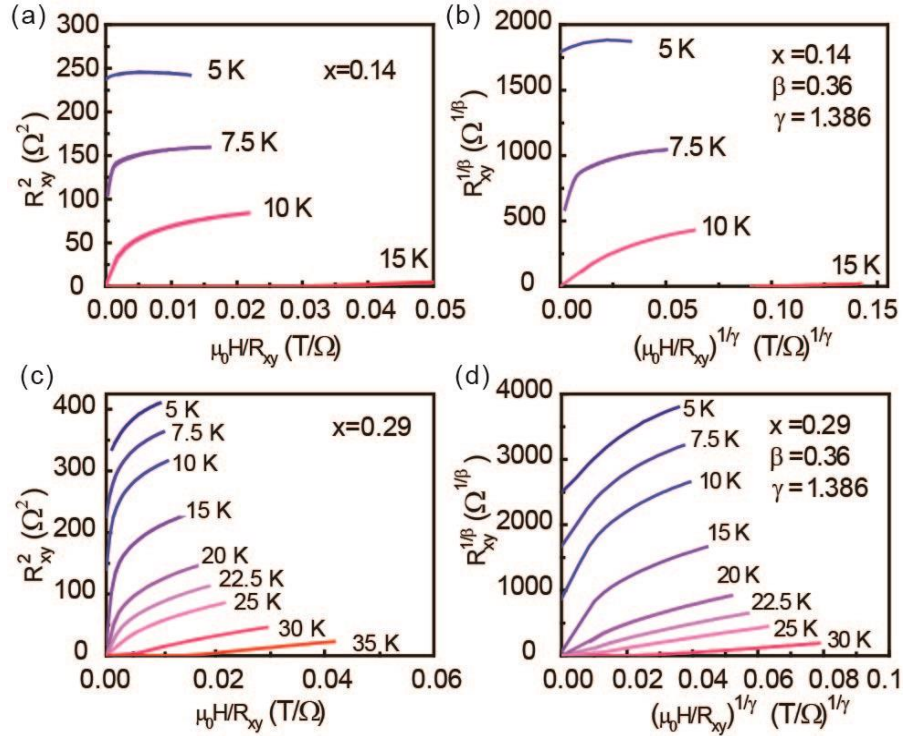 (a)
300
250
200
150
100
50
0
R²xy (Ω²)
5 K
x=0.14
7.5 K
10 K
15 K
0.00 0.01 0.02 0.03 0.04 0.05
μ₀H/Rxy (T/Ω)
(b)
2000
1500
1000
500
0
Rxy^1/β (Ω^1/β)
5 K
x = 0.14
β = 0.36
γ = 1.386
7.5 K
10 K
15 K
0.00 0.05 0.10 0.15
(μ₀H/Rxy)^1/γ (T/Ω)^1/γ
(c)
400
300
200
100
0
R²xy (Ω²)
5 K
x=0.29
7.5 K
10 K
15 K
20 K
22.5 K
25 K
30 K
35 K
0.00 0.02 0.04 0.06
μ₀H/Rxy (T/Ω)
(d)
4000
3000
2000
1000
0
Rxy^1/β (Ω^1/β)
5 K
x = 0.29
β = 0.36
γ = 1.386
7.5 K
10 K
15 K
20 K
22.5 K
25 K
30 K
0.00 0.02 0.04 0.06 0.08 0.1
(μ₀H/Rxy)^1/γ (T/Ω)^1/γ